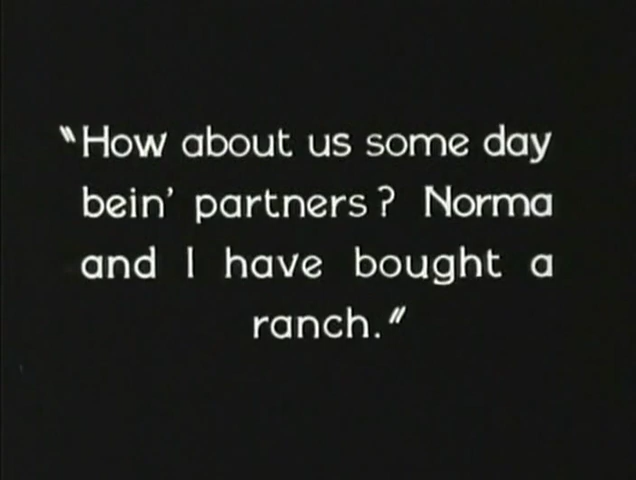 "How about us some day
bein' partners? Norma
and I have bought a
ranch."